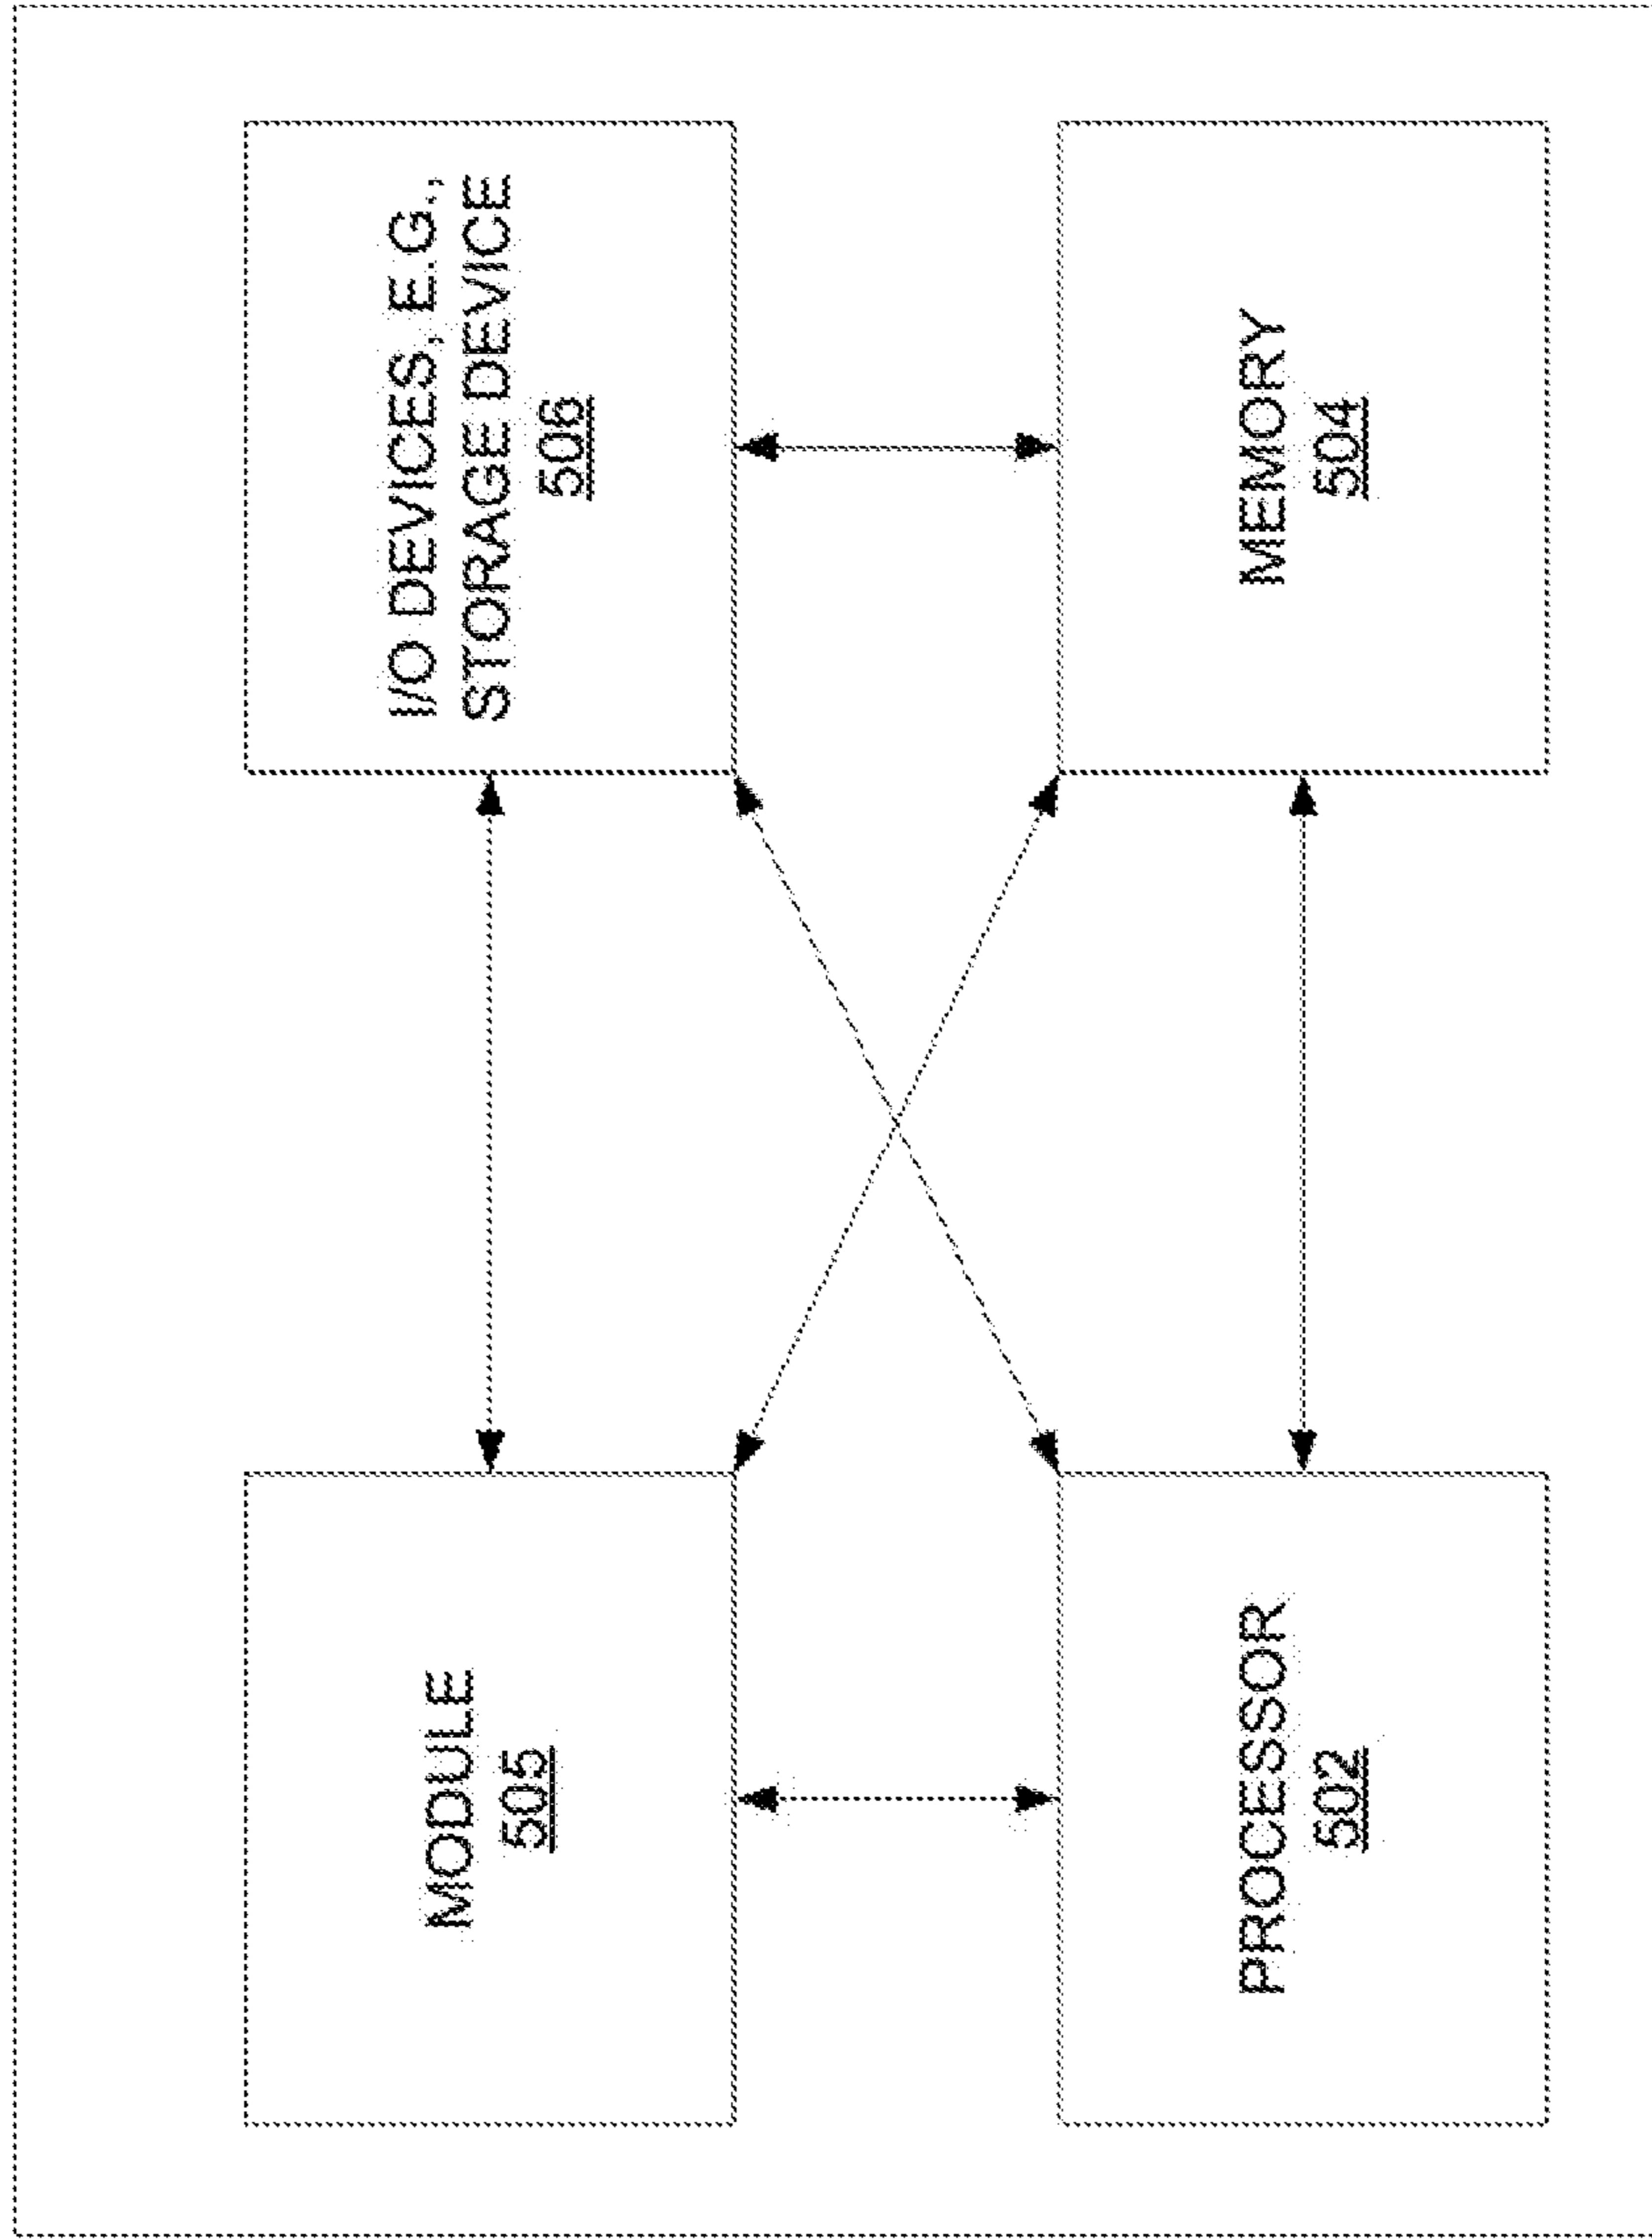 MODULE
505
I/O DEVICES, E.G.,
STORAGE DEVICE
506
PROCESSOR
502
MEMORY
504